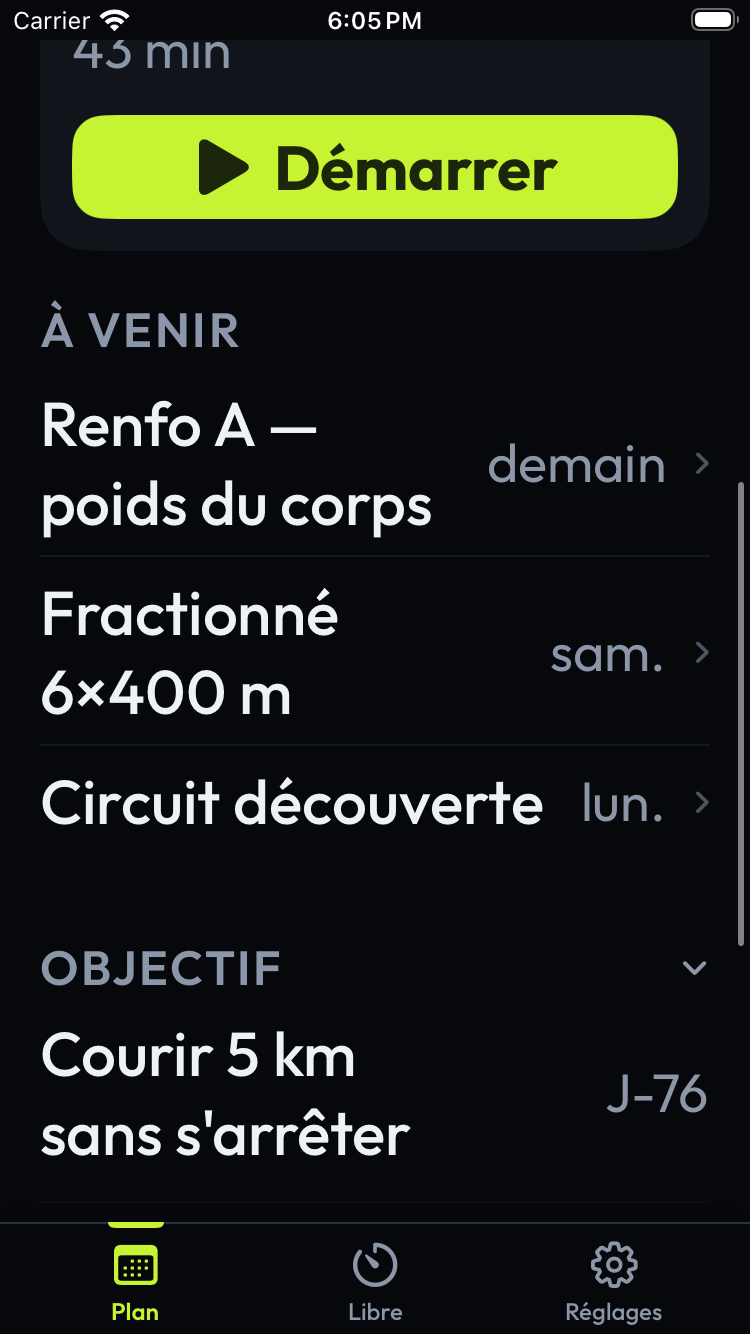 Carrier
6:05 PM
43 min
Démarrer
À VENIR
Renfo A —
poids du corps
demain
Fractionné
6×400 m
sam.
Circuit découverte
lun.
OBJECTIF
Courir 5 km
sans s'arrêter
J-76
Plan
Libre
Réglages